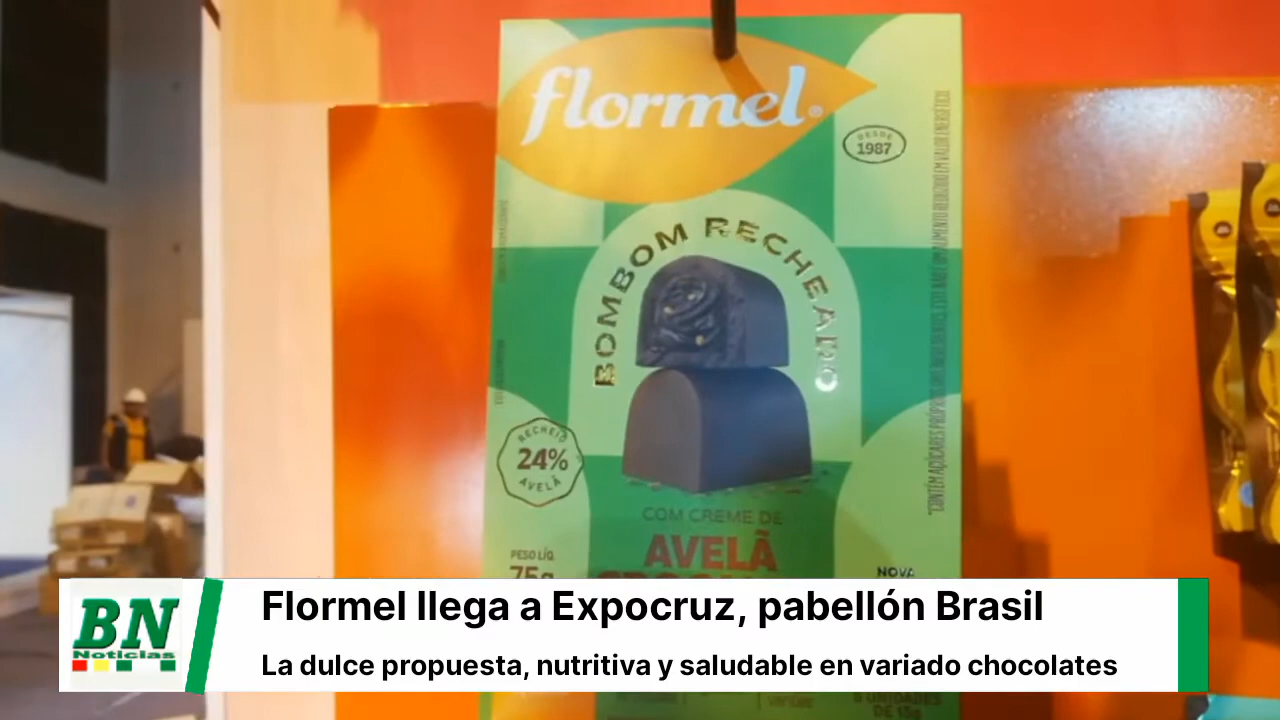 flormel®
DESDE
1987
BOMBOM RECHEADO
RECHEIO
24%
AVELÃ
COM CREME DE
AVELÃ
PESO LÍQ.
75g
NOVA
BN
Noticias
Flormel llega a Expocruz, pabellón Brasil
La dulce propuesta, nutritiva y saludable en variado chocolates
6 UNIDADES
DE 15g